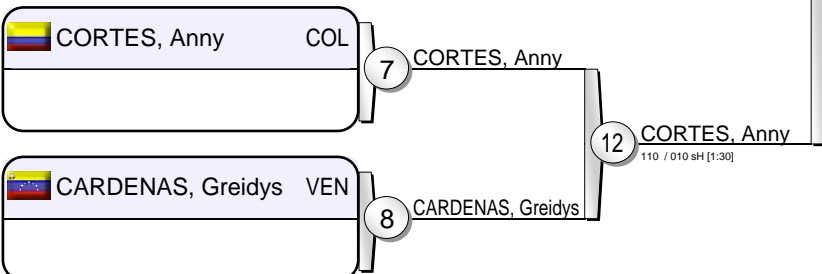 CORTES, Anny COL
7
CORTES, Anny
12
CORTES, Anny
110 / 010 sH [1:30]
CARDENAS, Greidys VEN
8
CARDENAS, Greidys